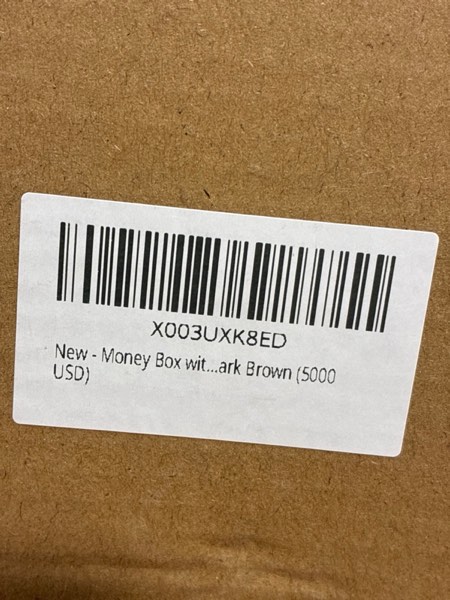 X003UXK8ED
New - Money Box wit...ark Brown (5000
USD)